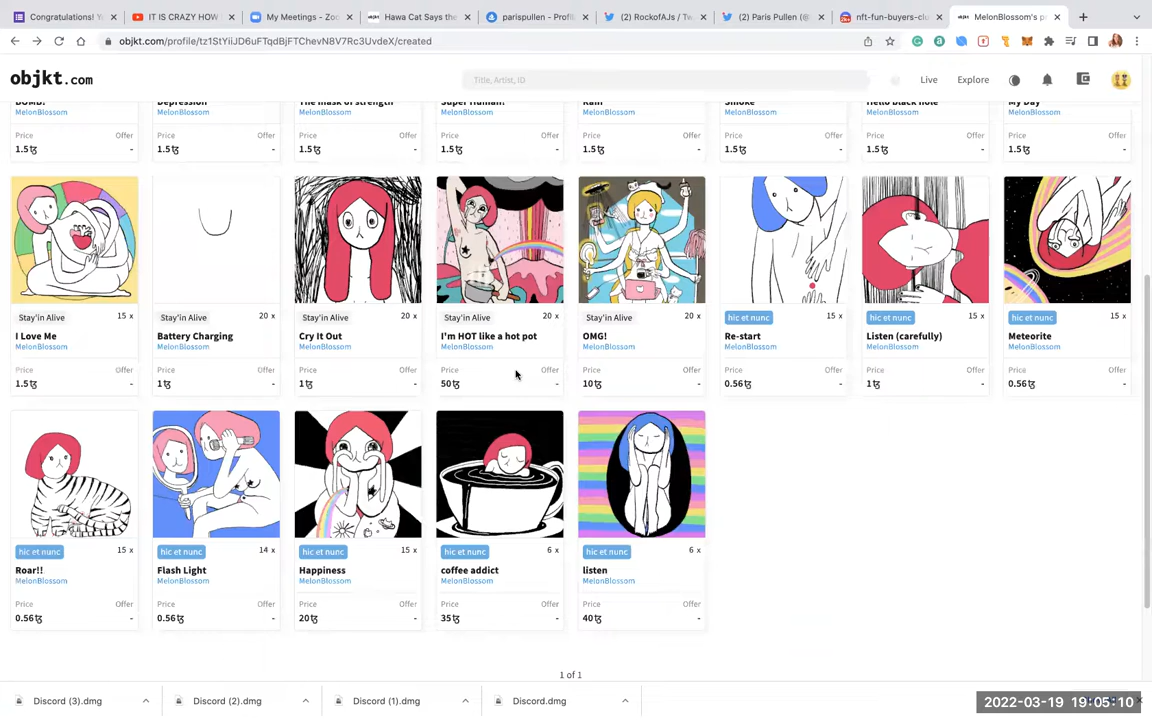 Congratulations! Y
IT IS CRAZY HOW
My Meetings - Zoo
Hawa Cat Says the
parispullen - Profil
(2) RockofAJs / Tw
(2) Paris Pullen (@
nft-fun-buyers-clu
MelonBlossom's p
objkt.com/profile/tz1StYiiJD6uFTqdBjFTChevN8V7Rc3UvdeX/created
objkt.com
Title, Artist, ID
Live
Explore
BOMB!
Depression
The mask of strength
Super Human!
Rain
Smoke
Hello black hole
My Day
MelonBlossom
MelonBlossom
MelonBlossom
MelonBlossom
MelonBlossom
MelonBlossom
MelonBlossom
MelonBlossom
Price Offer
Price Offer
Price Offer
Price Offer
Price Offer
Price Offer
Price Offer
Price Offer
1.5ꜩ -
1.5ꜩ -
1.5ꜩ -
1.5ꜩ -
1.5ꜩ -
1.5ꜩ -
1.5ꜩ -
1.5ꜩ -
Stay'in Alive 15 x
I Love Me
MelonBlossom
Price Offer
1.5ꜩ -
Stay'in Alive 20 x
Battery Charging
MelonBlossom
Price Offer
1ꜩ -
Stay'in Alive 20 x
Cry It Out
MelonBlossom
Price Offer
1ꜩ -
Stay'in Alive 20 x
I'm HOT like a hot pot
MelonBlossom
Price Offer
50ꜩ -
Stay'in Alive 20 x
OMG!
MelonBlossom
Price Offer
10ꜩ -
hic et nunc 15 x
Re-start
MelonBlossom
Price Offer
0.56ꜩ -
hic et nunc 15 x
Listen (carefully)
MelonBlossom
Price Offer
1ꜩ -
hic et nunc 15 x
Meteorite
MelonBlossom
Price Offer
0.56ꜩ -
hic et nunc 15 x
Roar!!
MelonBlossom
Price Offer
0.56ꜩ -
hic et nunc 14 x
Flash Light
MelonBlossom
Price Offer
0.56ꜩ -
hic et nunc 15 x
Happiness
MelonBlossom
Price Offer
20ꜩ -
hic et nunc 6 x
coffee addict
MelonBlossom
Price Offer
35ꜩ -
hic et nunc 6 x
listen
MelonBlossom
Price Offer
40ꜩ -
1 of 1
Discord (3).dmg
Discord (2).dmg
Discord (1).dmg
Discord.dmg
2022-03-19 19:05:10